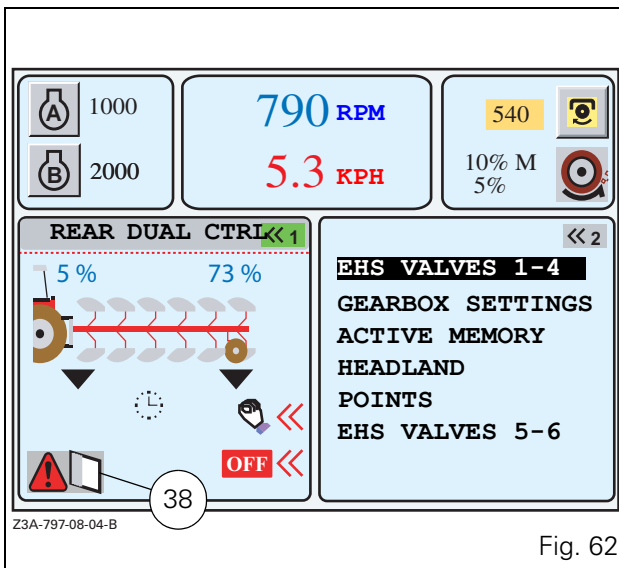 A 1000
B 2000
790 RPM
5.3 KPH
540
10% M
5%
REAR DUAL CTRL
1
5 %
73 %
OFF
38
2
EHS VALVES 1-4
GEARBOX SETTINGS
ACTIVE MEMORY
HEADLAND
POINTS
EHS VALVES 5-6
Z3A-797-08-04-B
Fig. 62